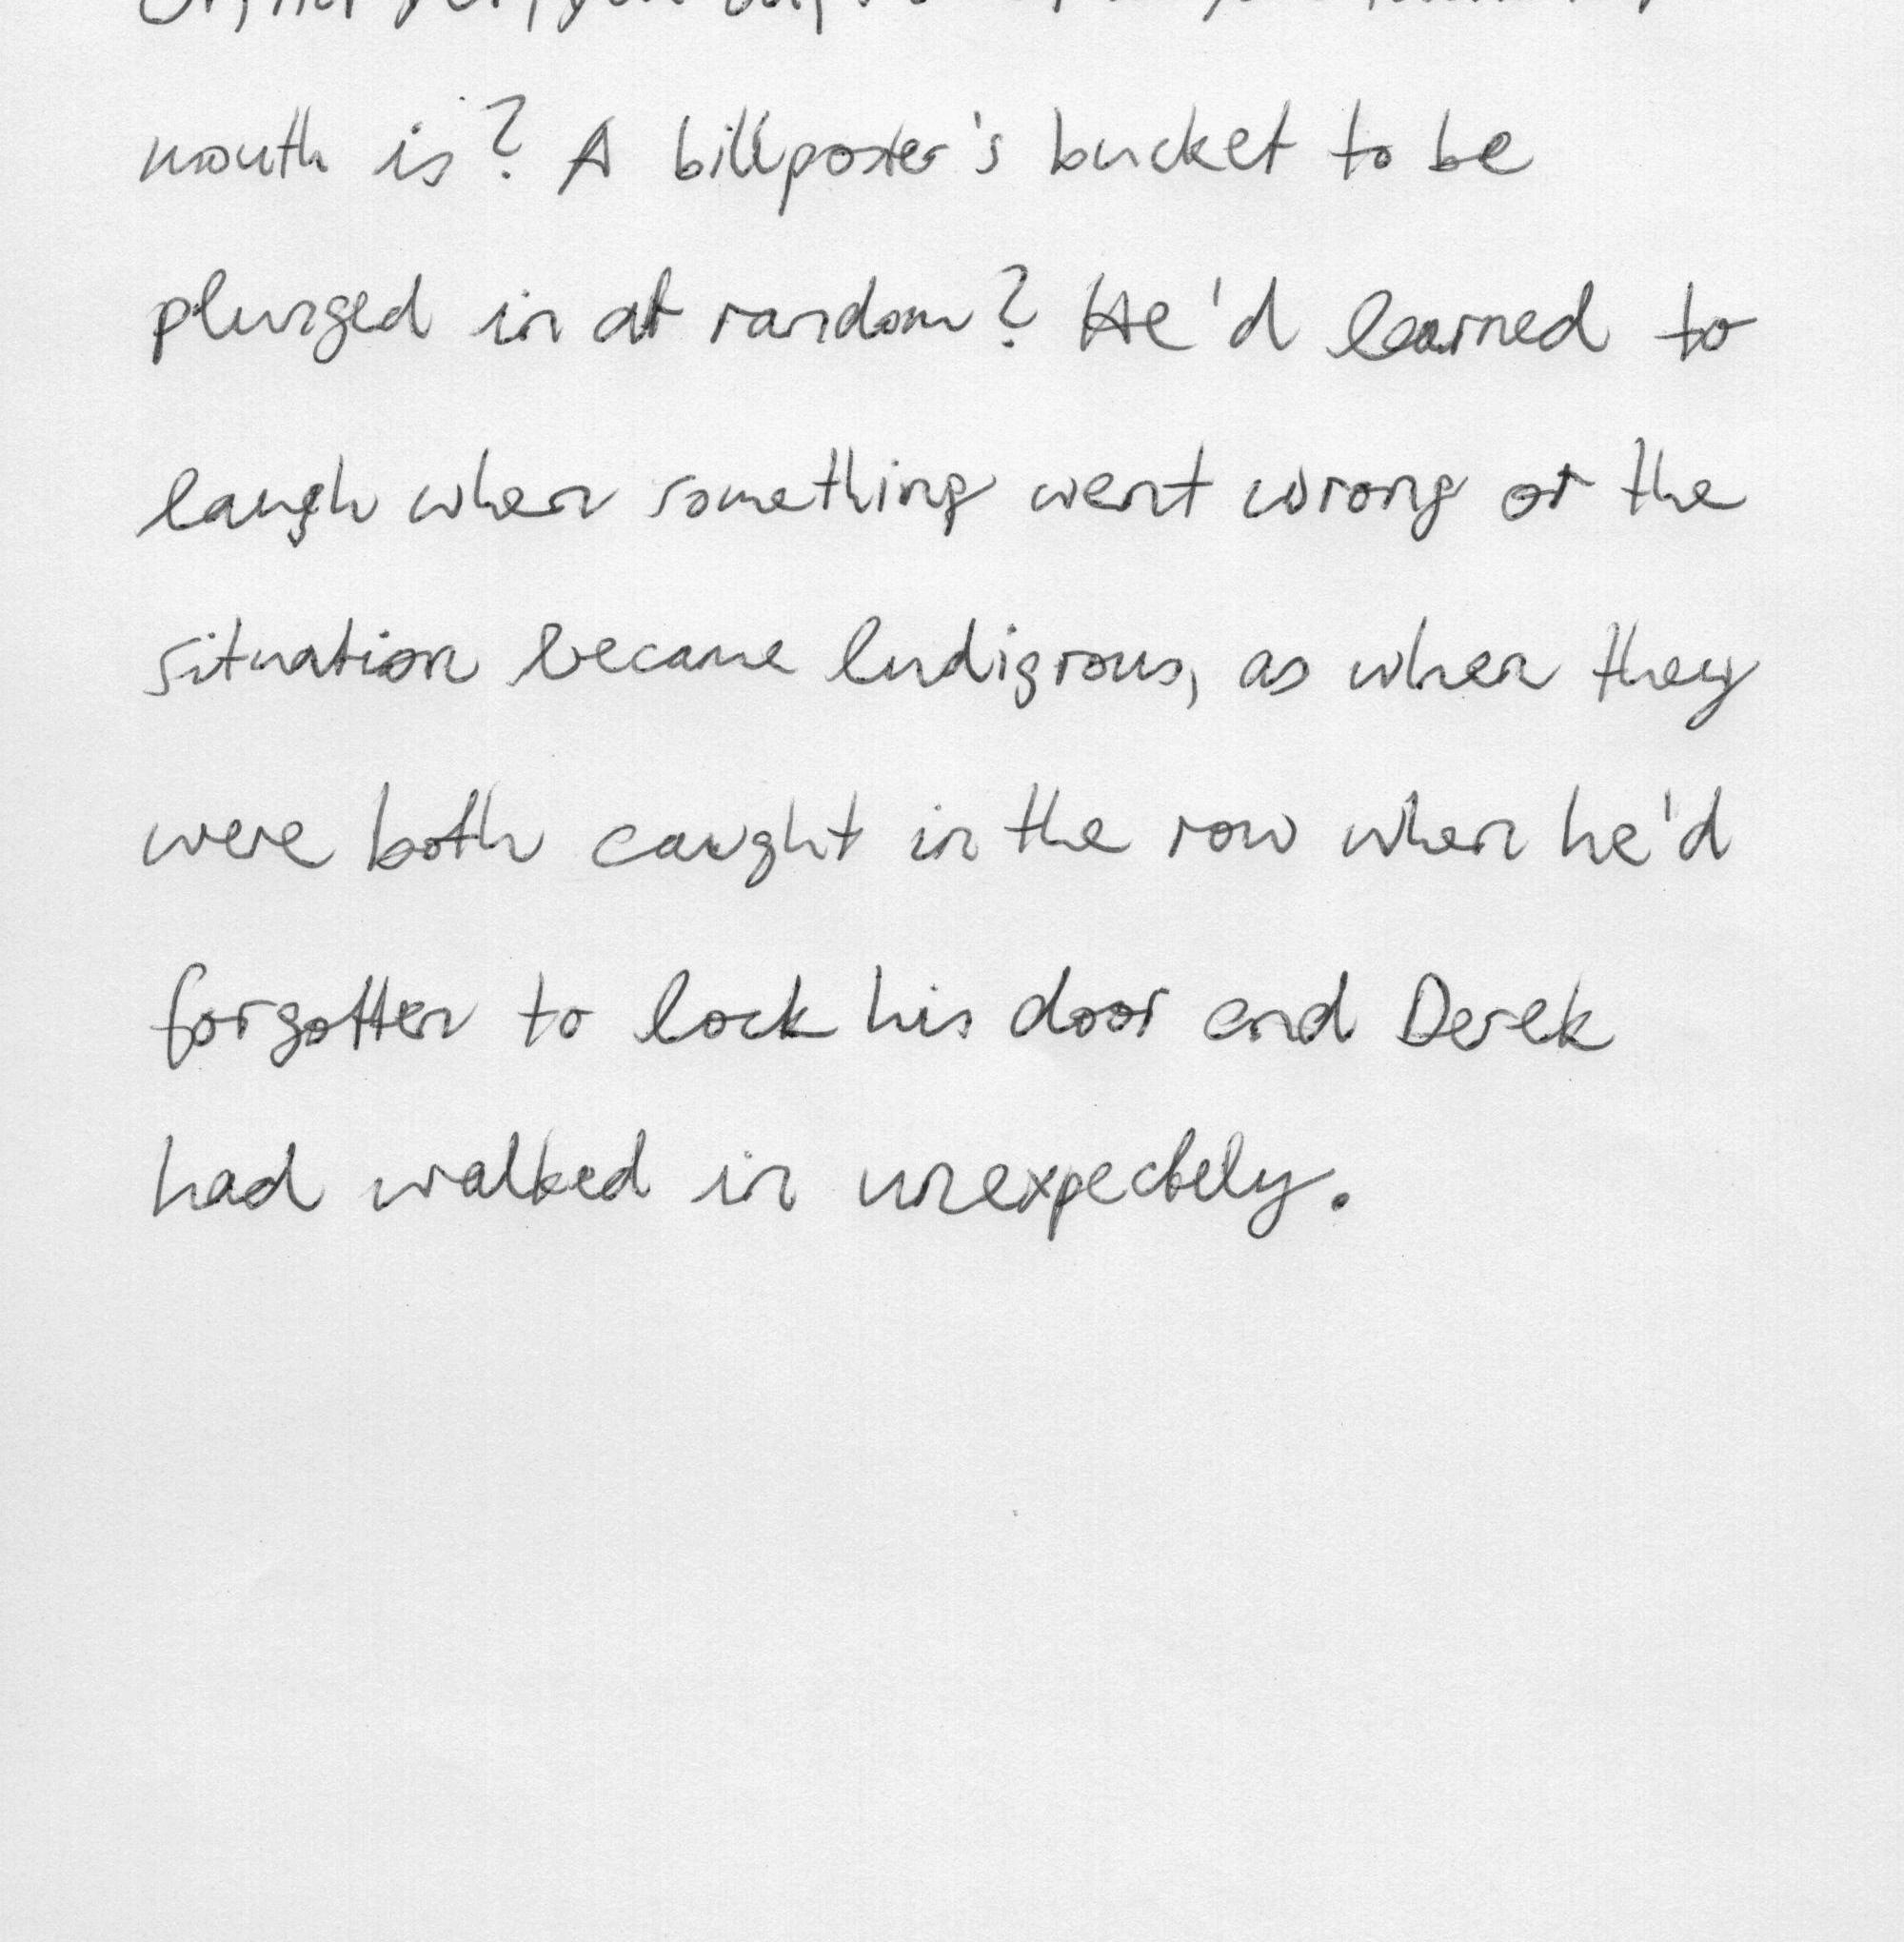 mouth is? A billposter's bucket to be
plunged in at random? He'd learned to
laugh when something went wrong or the
situation became ludigrous, as when they
were both caught in the row when he'd
forgotten to lock his door and Derek
had walked in unexpectely.